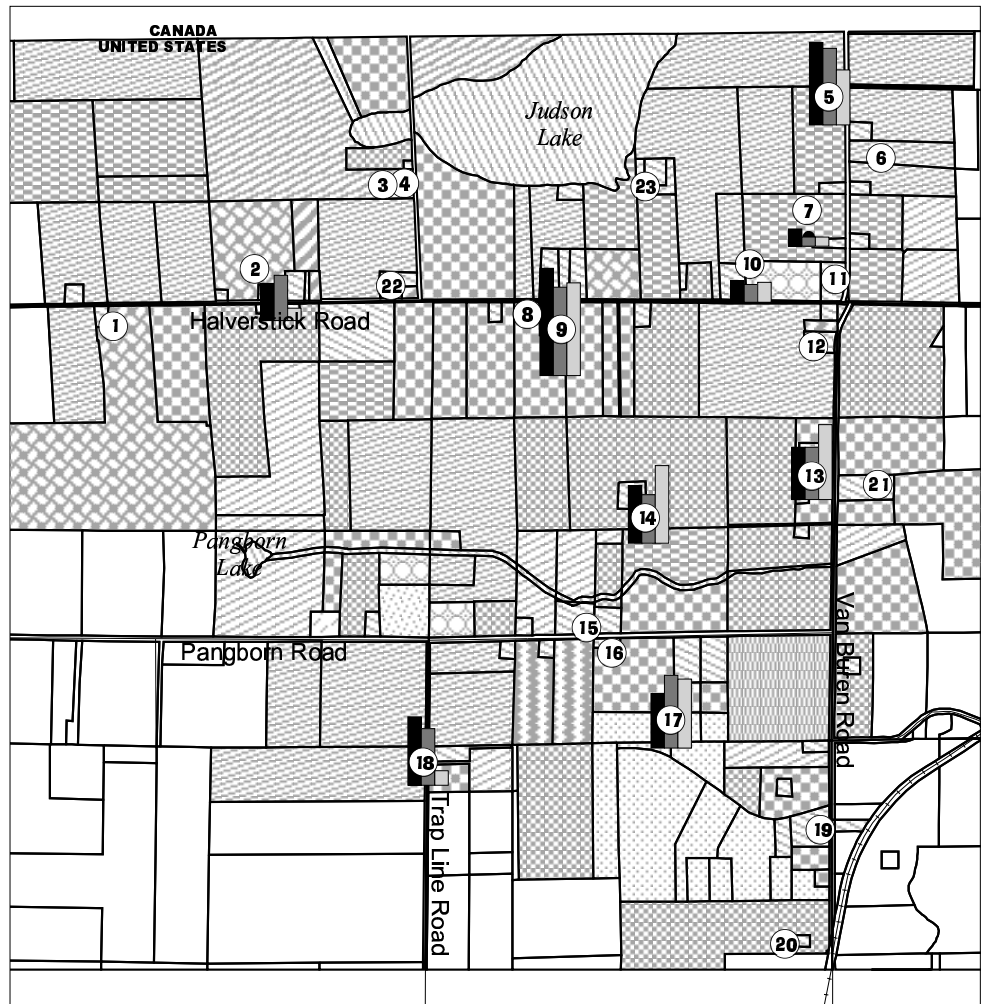 CANADA
UNITED STATES
Judson
Lake
5
6
3 4
23
7
2
10
22
11
8
9
1
Halverstick Road
12
13
21
14
Pangborn
Lake
15
16
Pangborn Road
Van Buren Road
17
18
Trap Line Road
19
20